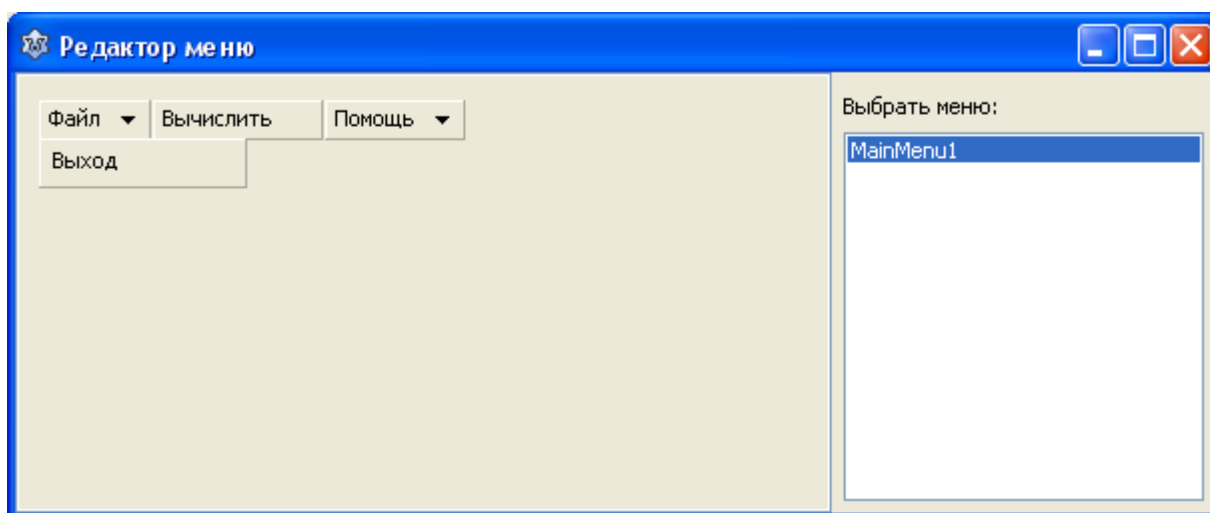 Редактор меню
Файл Вычислить Помощь
Выход
Выбрать меню:
MainMenu1